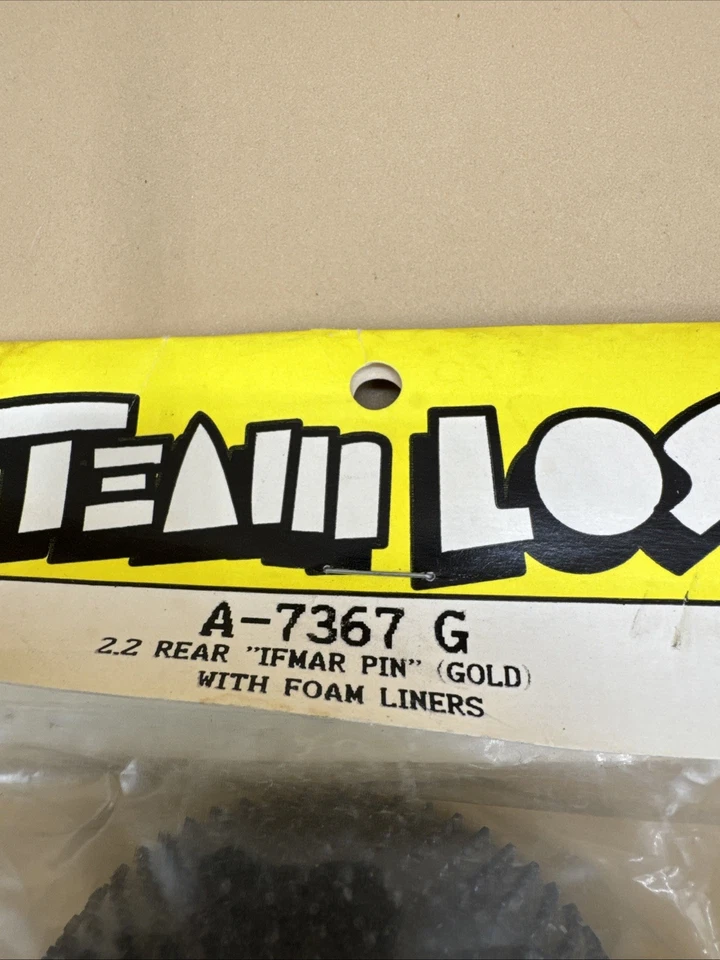 TEAM LOS
A-7367 G
2.2 REAR "IFMAR PIN" (GOLD)
WITH FOAM LINERS